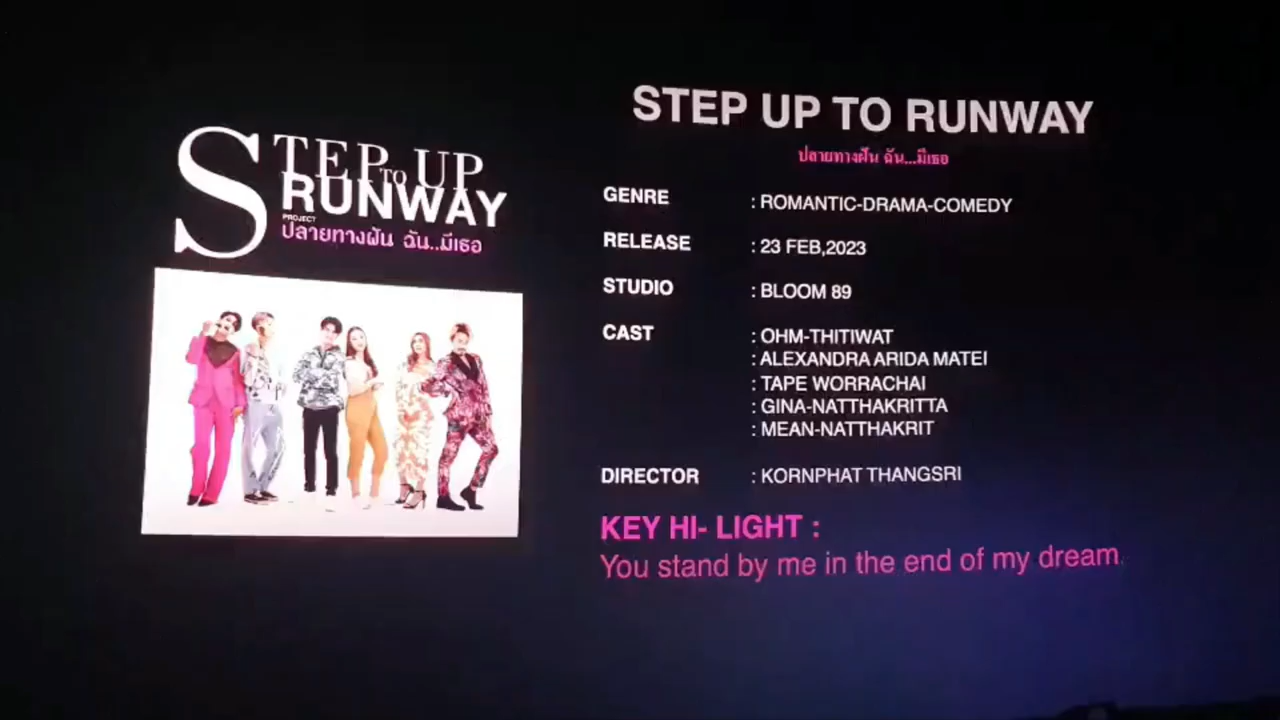 STEP UP
TO
RUNWAY
PROJECT
ปลายทางฝัน ฉัน..มีเธอ
STEP UP TO RUNWAY
ปลายทางฝัน ฉัน...มีเธอ
GENRE : ROMANTIC-DRAMA-COMEDY
RELEASE : 23 FEB,2023
STUDIO : BLOOM 89
CAST : OHM-THITIWAT
: ALEXANDRA ARIDA MATEI
: TAPE WORRACHAI
: GINA-NATTHAKRITTA
: MEAN-NATTHAKRIT
DIRECTOR : KORNPHAT THANGSRI
KEY HI- LIGHT :
You stand by me in the end of my dream.